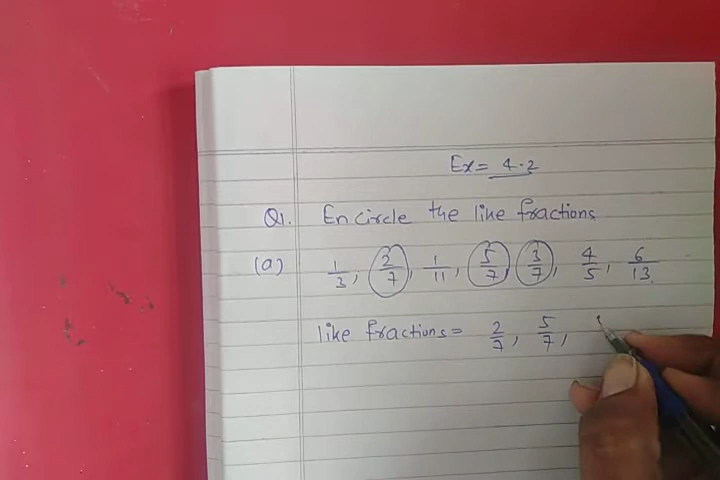 Ex = 4.2
Q1. Encircle the like fractions
(a) 1/3, 2/7, 1/11, 5/7, 3/7, 4/5, 6/13.
like fractions = 2/7, 5/7,